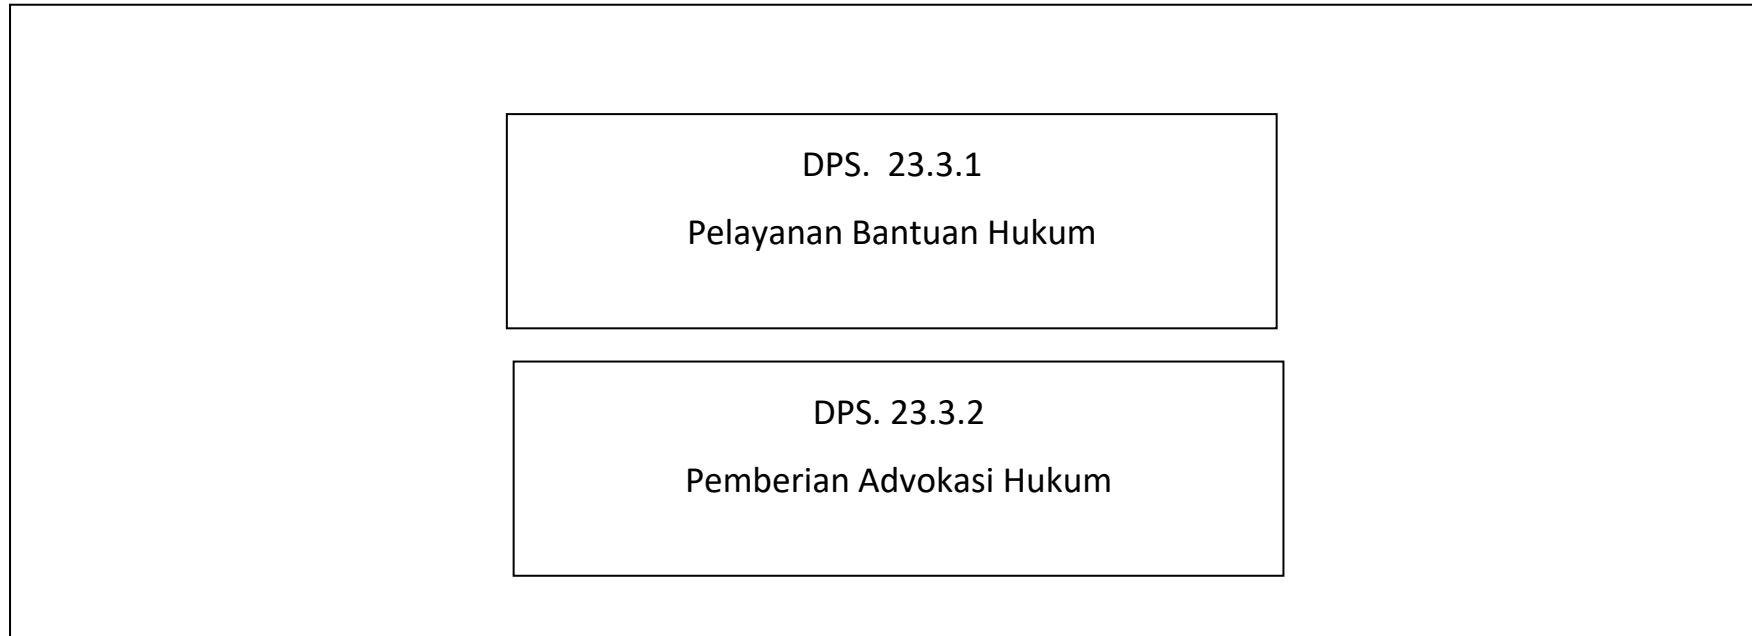 DPS.  23.3.1
Pelayanan Bantuan Hukum
DPS. 23.3.2
Pemberian Advokasi Hukum